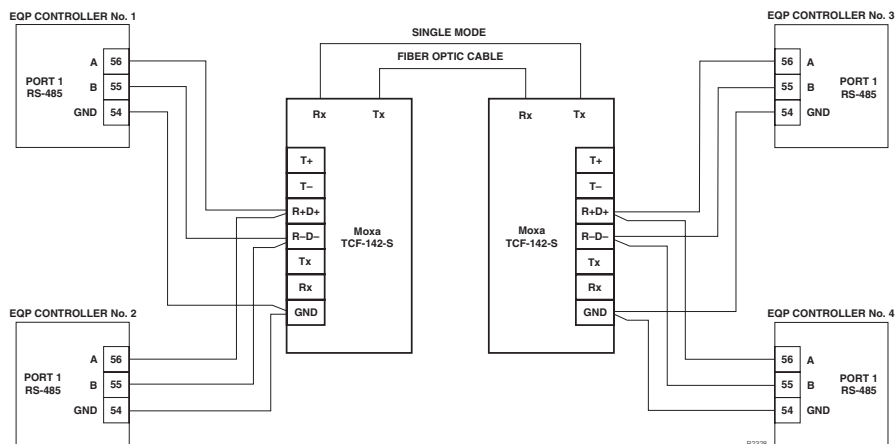 EQP CONTROLLER No. 1
PORT 1
RS-485
A 56
B 55
GND 54
EQP CONTROLLER No. 2
PORT 1
RS-485
A 56
B 55
GND 54
SINGLE MODE
FIBER OPTIC CABLE
Rx Tx
T+
T–
R+D+
R–D–
Tx
Rx
GND
Moxa
TCF-142-S
Rx Tx
T+
T–
R+D+
R–D–
Tx
Rx
GND
Moxa
TCF-142-S
EQP CONTROLLER No. 3
56 A
55 B
54 GND
PORT 1
RS-485
EQP CONTROLLER No. 4
56 A
55 B
54 GND
PORT 1
RS-485